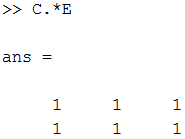 >> C.*E
ans =
1 1 1
1 1 1